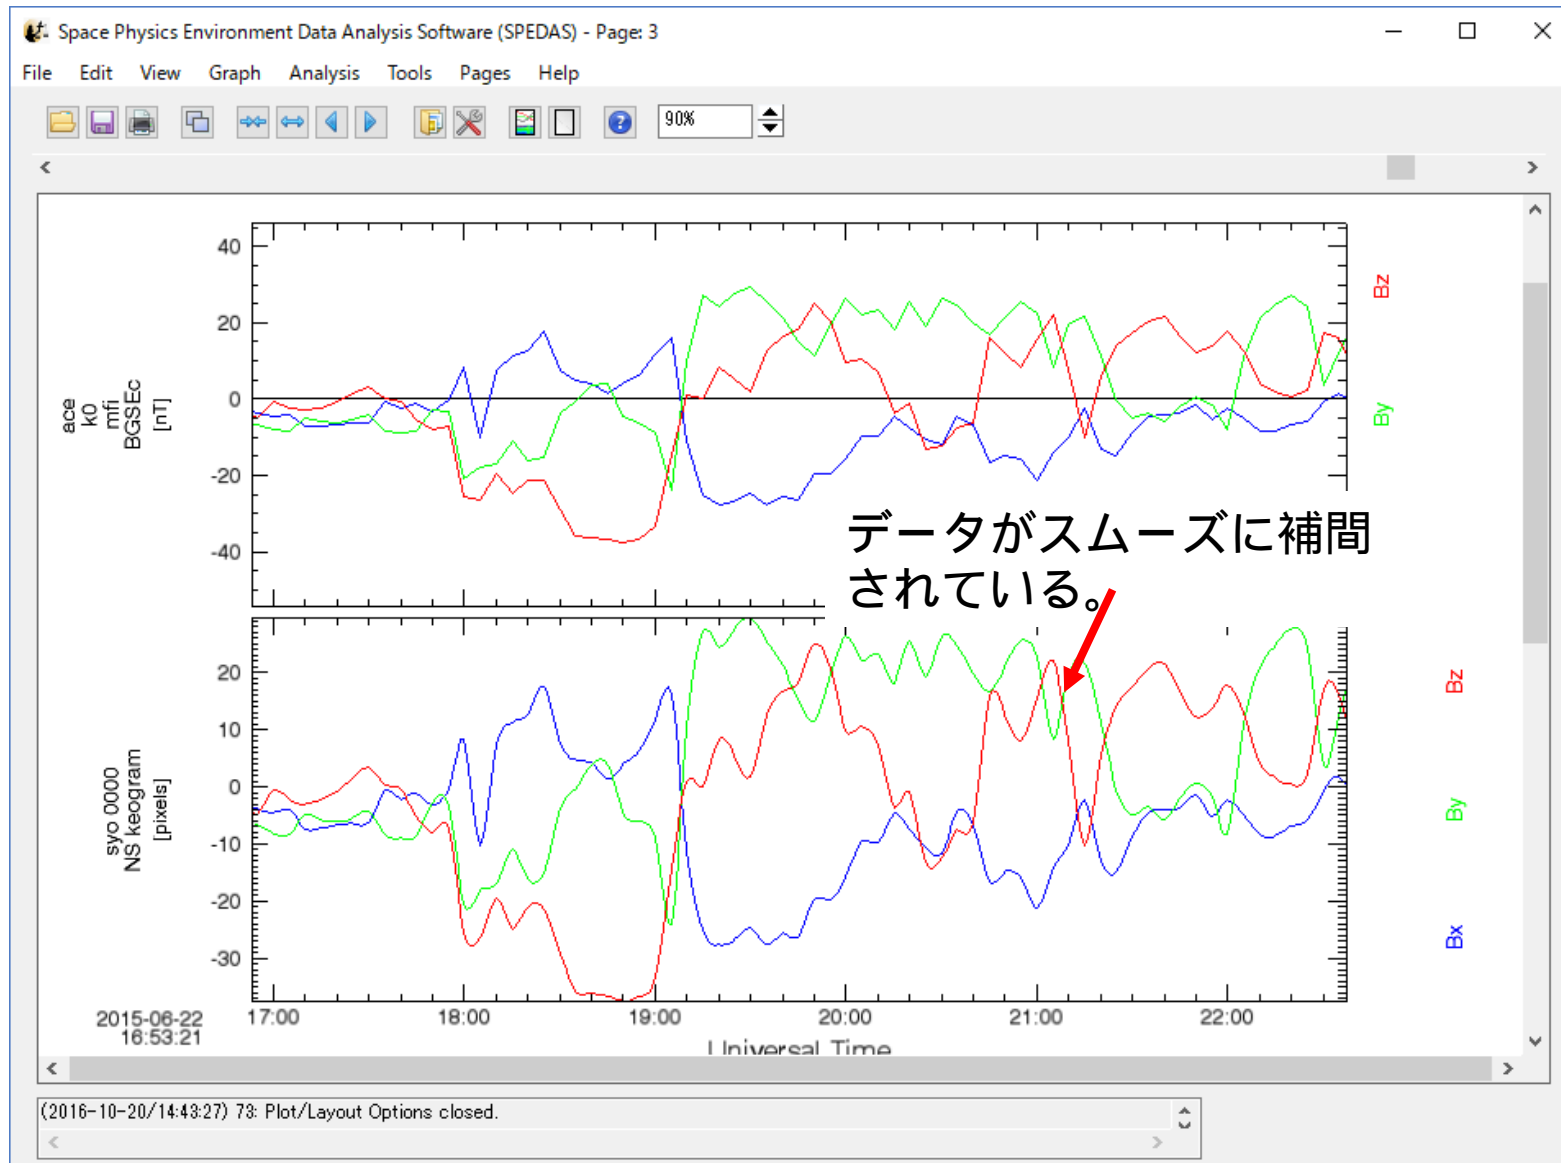 Space Physics Environment Data Analysis Software (SPEDAS) - Page: 3
File Edit View Graph Analysis Tools Pages Help
90%
40
20
0
-20
-40
ace
k0
mfi
BGSEc
[nT]
Bz
By
データがスムーズに補間
されている。
20
10
0
-10
-20
-30
syo 0000
NS keogram
[pixels]
Bz
By
Bx
2015-06-22
16:53:21
17:00 18:00 19:00 20:00 21:00 22:00
Universal Time
(2016-10-20/14:43:27) 73: Plot/Layout Options closed.